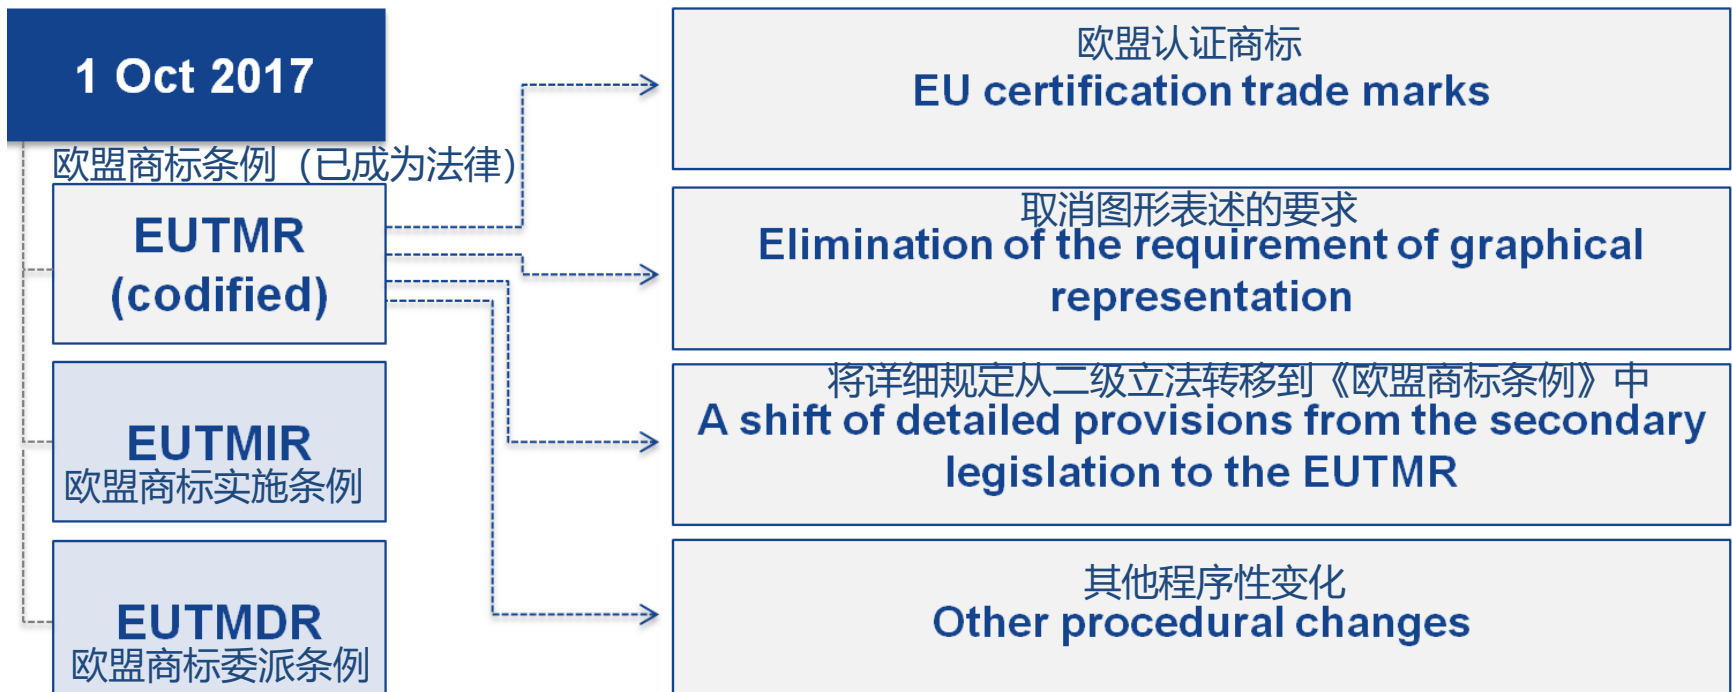 1 Oct 2017
欧盟商标条例（已成为法律）
EUTMR
(codified)
EUTMIR
欧盟商标实施条例
EUTMDR
欧盟商标委派条例
欧盟认证商标
EU certification trade marks
取消图形表述的要求
Elimination of the requirement of graphical
representation
将详细规定从二级立法转移到《欧盟商标条例》中
A shift of detailed provisions from the secondary
legislation to the EUTMR
其他程序性变化
Other procedural changes